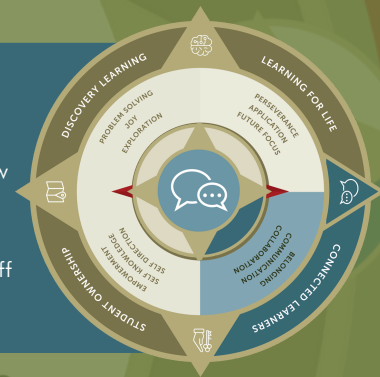 DISCOVERY LEARNING
LEARNING FOR LIFE
PROBLEM SOLVING
JOY
EXPLORATION
PERSEVERANCE
APPLICATION
FUTURE FOCUS
EMPOWERMENT
SELF KNOWLEDGE
SELF DIRECTION
BELONGING
COMMUNICATION
COLLABORATION
STUDENT OWNERSHIP
CONNECTED LEARNERS